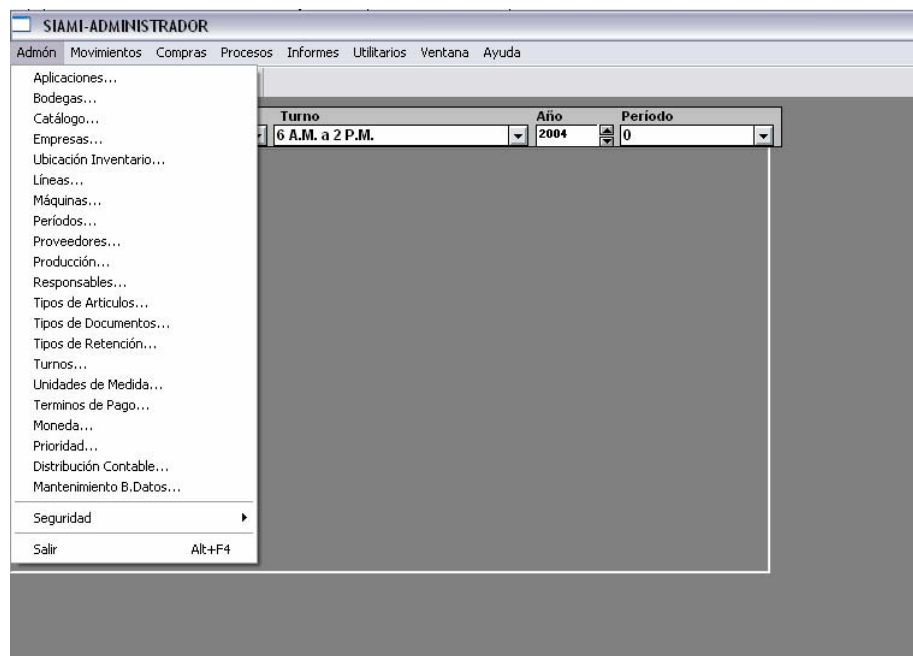 SIAMI-ADMINISTRADOR
Admón Movimientos Compras Procesos Informes Utilitarios Ventana Ayuda
Aplicaciones...
Bodegas...
Catálogo...
Empresas...
Ubicación Inventario...
Líneas...
Máquinas...
Períodos...
Proveedores...
Producción...
Responsables...
Tipos de Articulos...
Tipos de Documentos...
Tipos de Retención...
Turnos...
Unidades de Medida...
Terminos de Pago...
Moneda...
Prioridad...
Distribución Contable...
Mantenimiento B.Datos...
Seguridad
Salir Alt+F4
Turno Año Período
6 A.M. a 2 P.M. 2004 0